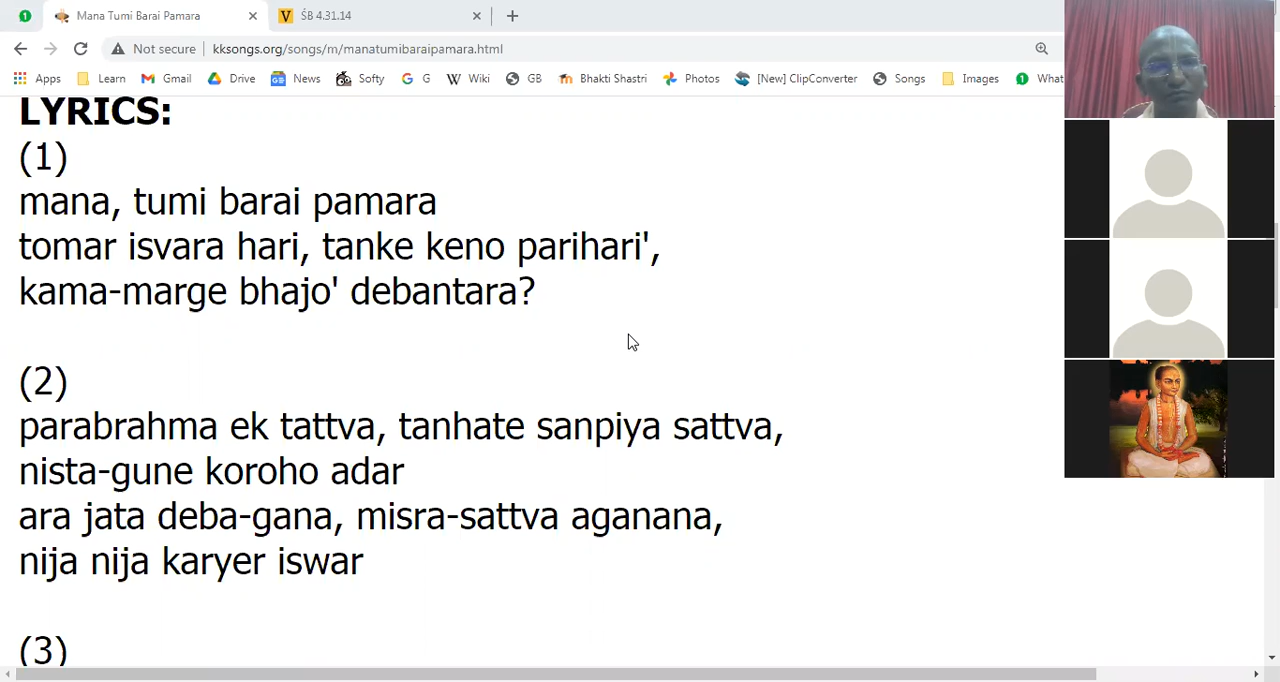 Mana Tumi Barai Pamara
ŚB 4.31.14
Not secure
kksongs.org/songs/m/manatumibaraipamara.html
Apps
Learn
Gmail
Drive
News
Softy
G
Wiki
GB
Bhakti Shastri
Photos
[New] ClipConverter
Songs
Images
What
LYRICS:
(1)
mana, tumi barai pamara
tomar isvara hari, tanke keno parihari',
kama-marge bhajo' debantara?
(2)
parabrahma ek tattva, tanhate sanpiya sattva,
nista-gune koroho adar
ara jata deba-gana, misra-sattva aganana,
nija nija karyer iswar
(3)